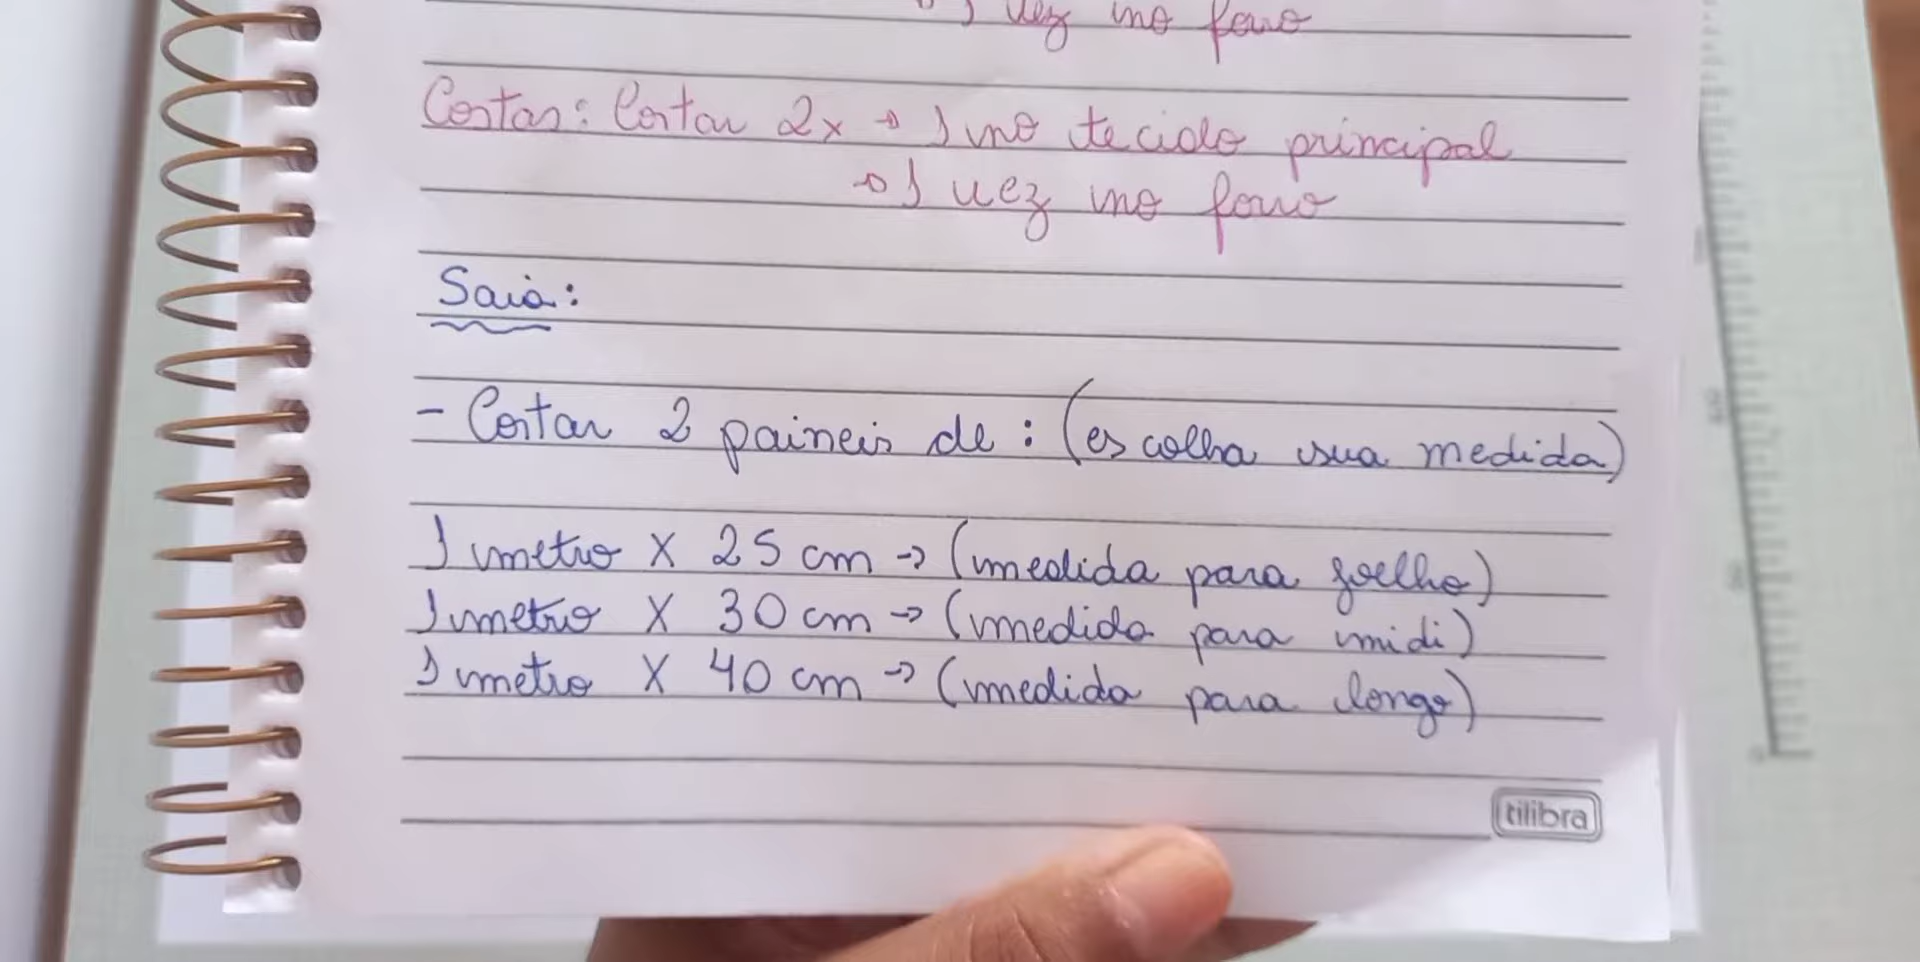 → 1 vez no forro
Costas: Cortar 2x → 1 no tecido principal
→ 1 vez no forro
Saia:
- Cortar 2 paineis de : (escolha sua medida)
1 metro X 25 cm → (medida para joelho)
1 metro X 30 cm → (medida para midi)
1 metro X 40 cm → (medida para longo)
tilibra